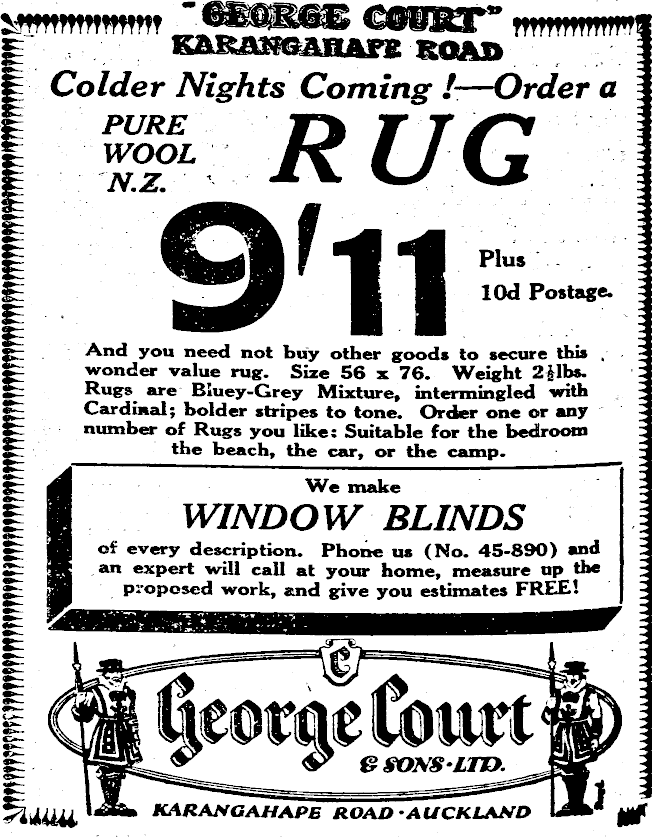 "GEORGE COURT"
KARANGAHAPE ROAD
Colder Nights Coming !—Order a
PURE
WOOL
N.Z.
RUG
9'11
Plus
10d Postage.
And you need not buy other goods to secure this
wonder value rug. Size 56 x 76. Weight 2½lbs.
Rugs are Bluey-Grey Mixture, intermingled with
Cardinal; bolder stripes to tone. Order one or any
number of Rugs you like: Suitable for the bedroom
the beach, the car, or the camp.
We make
WINDOW BLINDS
of every description. Phone us (No. 45-890) and
an expert will call at your home, measure up the
proposed work, and give you estimates FREE!
C
George Court
& SONS·LTD.
KARANGAHAPE ROAD·AUCKLAND